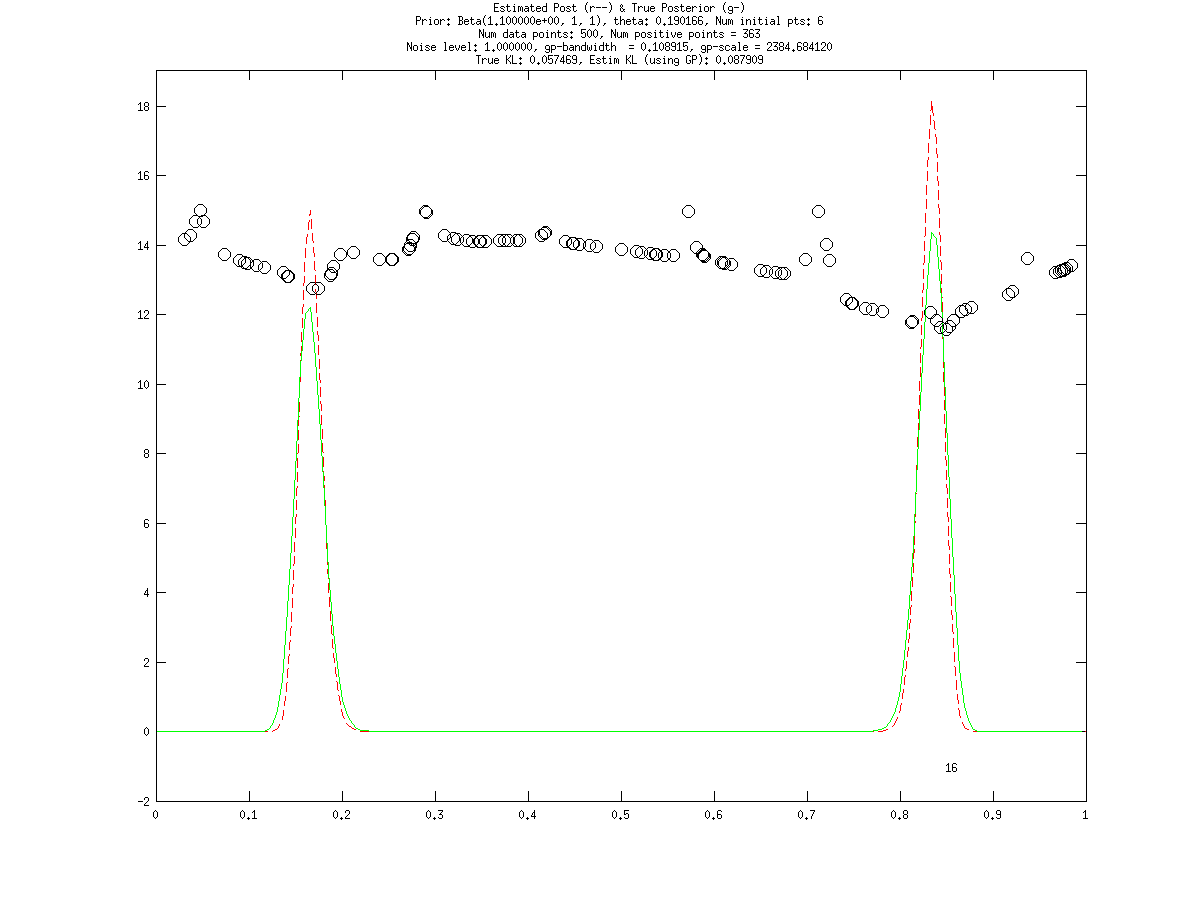 Estimated Post (r--) & True Posterior (g-)
Prior: Beta(1.100000e+00, 1, 1), theta: 0.190166, Num initial pts: 6
Num data points: 500, Num positive points = 363
Noise level: 1.000000, gp-bandwidth  = 0.108915, gp-scale = 2384.684120
True KL: 0.057469, Estim KL (using GP): 0.087909
18
16
14
12
10
8
6
4
2
0
16
-2
0 0.1 0.2 0.3 0.4 0.5 0.6 0.7 0.8 0.9 1